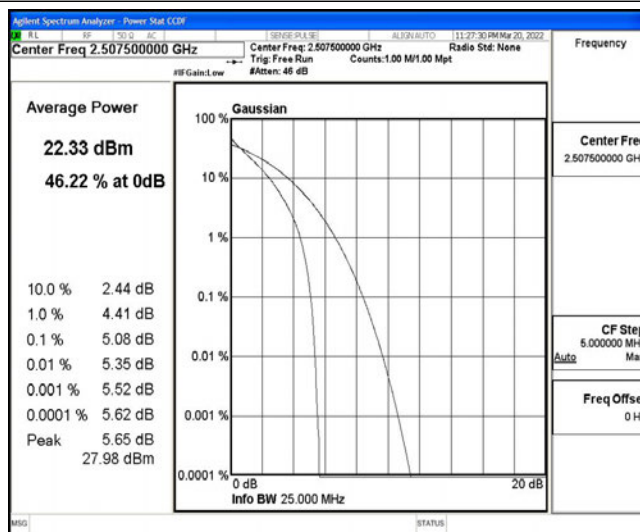 Agilent Spectrum Analyzer - Power Stat CCDF
RL RF 50 Ω AC SENSE:PULSE ALIGN AUTO 11:27:30 PM Mar 20, 2022
Center Freq 2.507500000 GHz
Center Freq: 2.507500000 GHz Radio Std: None
Trig: Free Run Counts:1.00 M/1.00 Mpt
#IFGain:Low #Atten: 46 dB
Frequency
Average Power
22.33 dBm
46.22 % at 0dB
10.0 % 2.44 dB
1.0 % 4.41 dB
0.1 % 5.08 dB
0.01 % 5.35 dB
0.001 % 5.52 dB
0.0001 % 5.62 dB
Peak 5.65 dB
27.98 dBm
Gaussian
100 %
10 %
1 %
0.1 %
0.01 %
0.001 %
0.0001 %
0 dB 20 dB
Info BW 25.000 MHz
Center Fre
2.507500000 GH
CF Ste
5.000000 MH
Auto Ma
Freq Offse
0 H
MSG STATUS